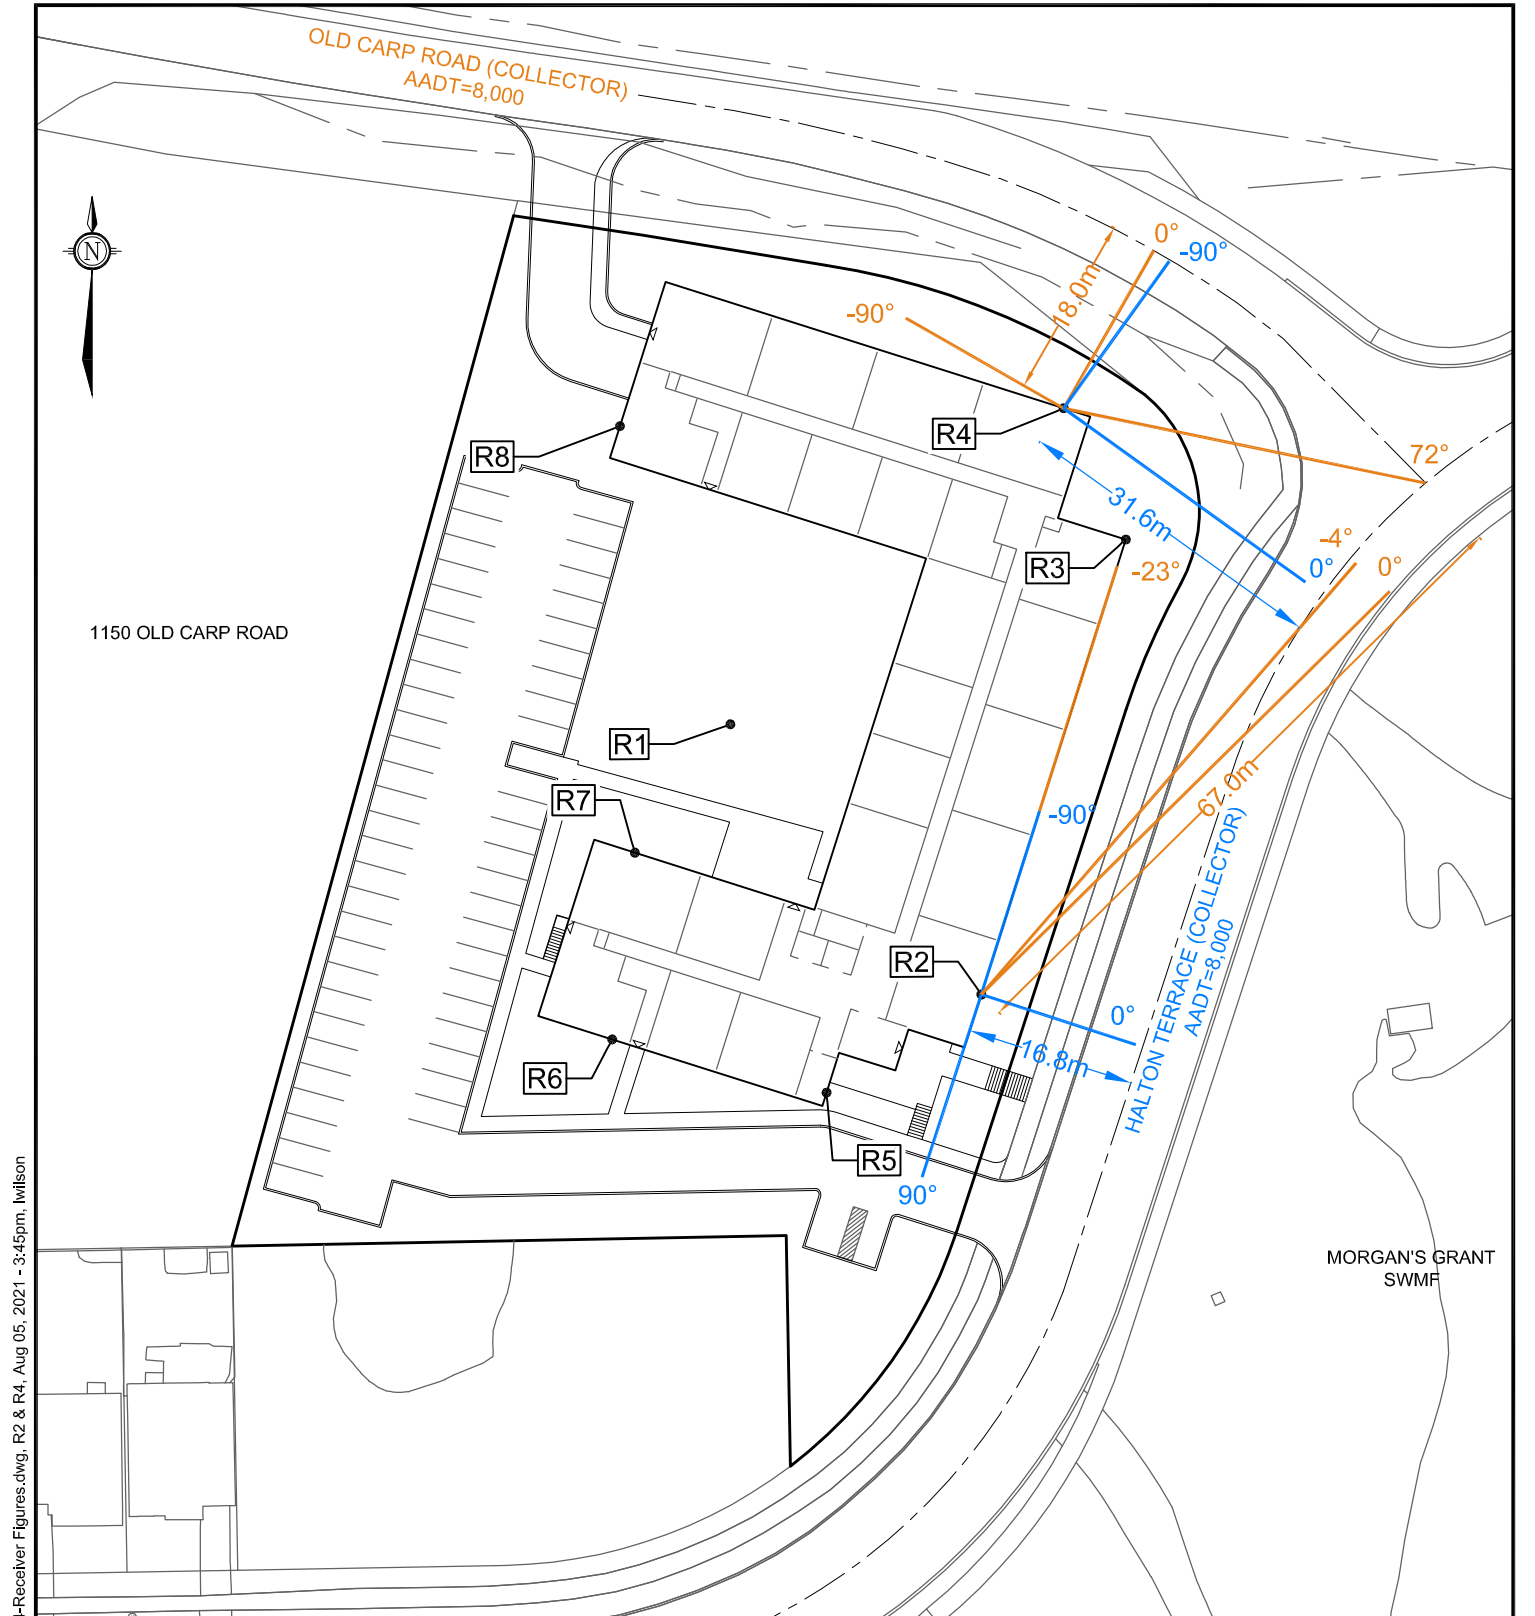 OLD CARP ROAD (COLLECTOR)
AADT=8,000
N
0°
-90°
18.0m
-90°
R4
R8
72°
31.6m
-4°
0°
0°
R3
-23°
1150 OLD CARP ROAD
R1
67.0m
R7
-90°
HALTON TERRACE (COLLECTOR)
AADT=8,000
R2
0°
16.8m
R6
R5
90°
MORGAN'S GRANT
SWMF
-Receiver Figures.dwg, R2 & R4, Aug 05, 2021 - 3:45pm, lwilson